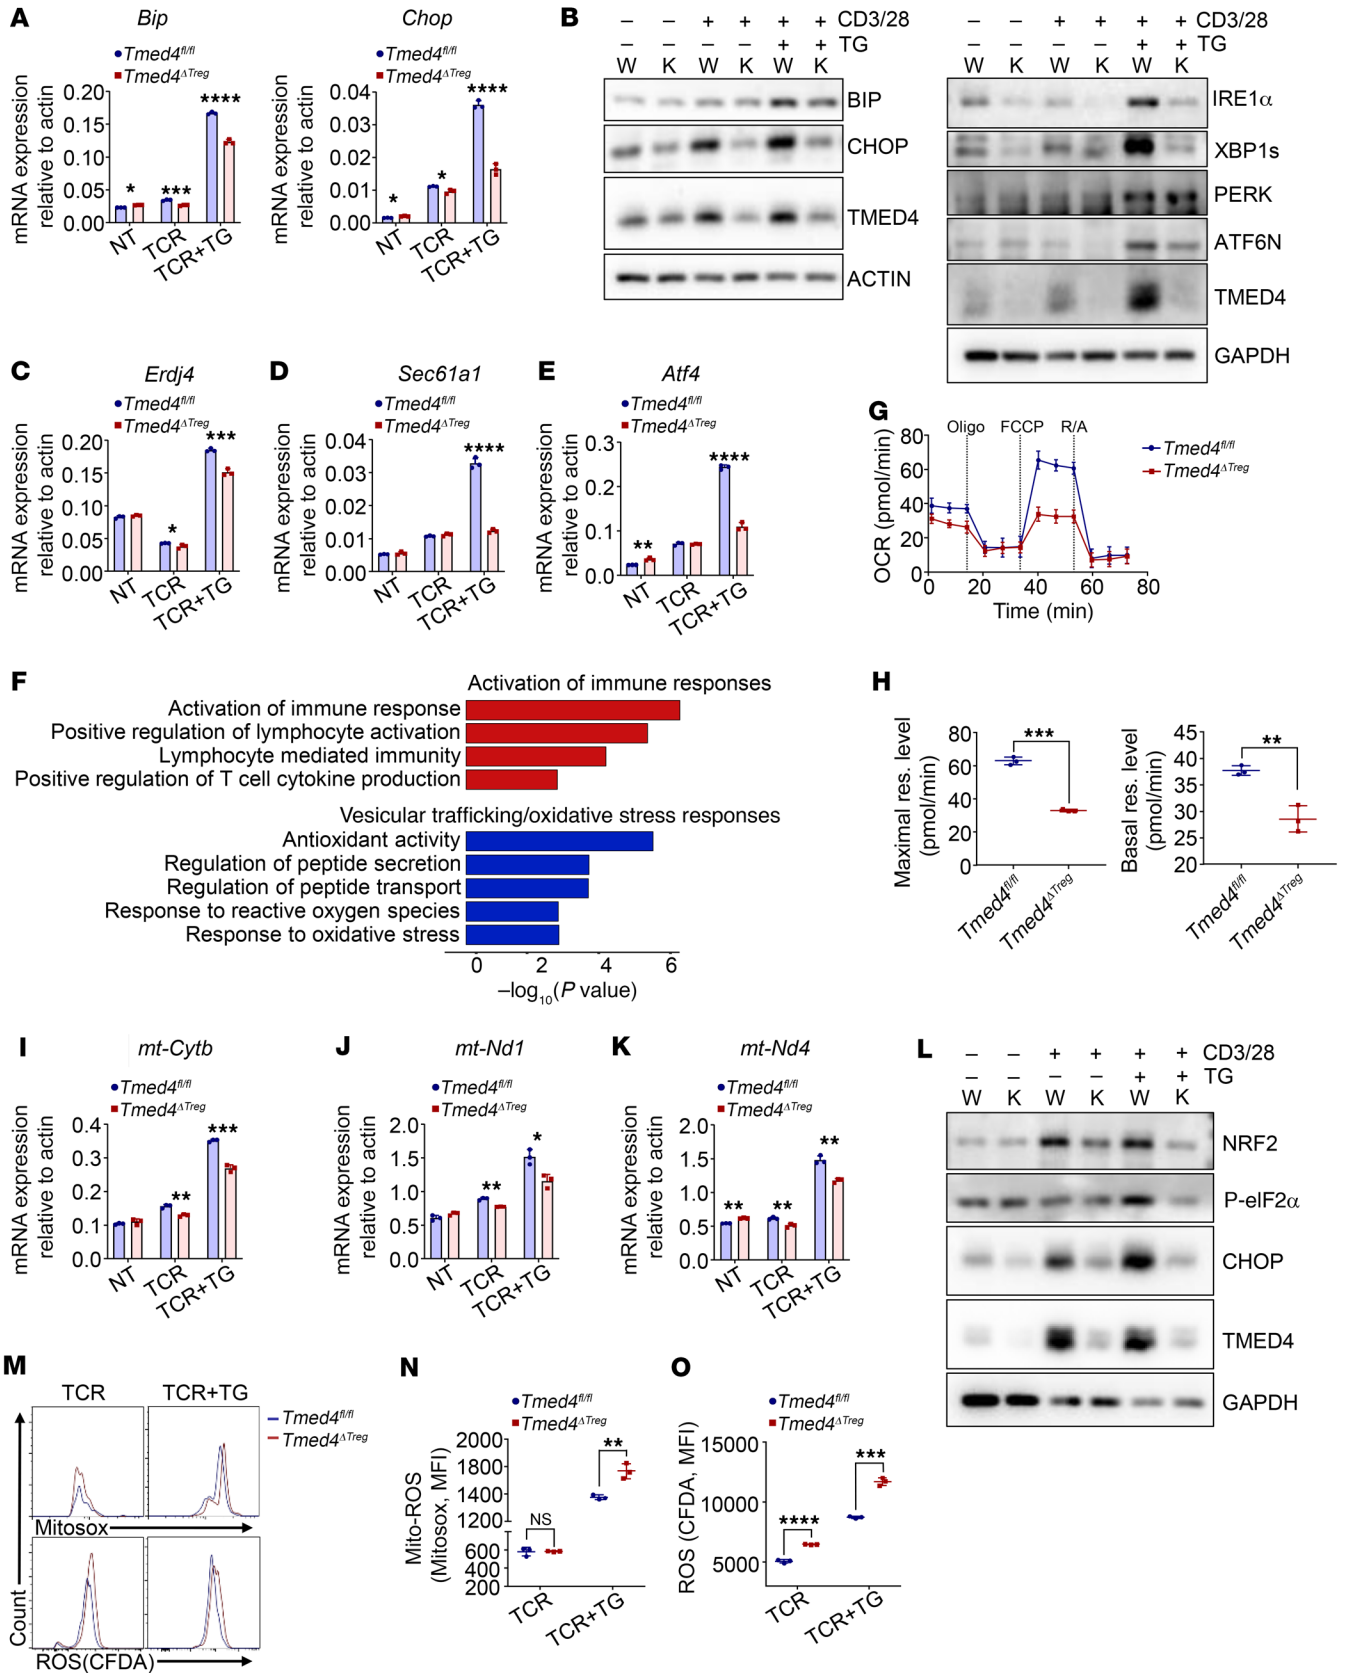 A
Bip
Tmed4fl/fl
Tmed4ΔTreg
mRNA expression
relative to actin
0.20
0.15
0.10
0.05
0.00
*
***
****
NT
TCR
TCR+TG
Chop
mRNA expression
relative to actin
0.04
0.03
0.02
0.01
0.00
*
*
****
NT
TCR
TCR+TG
B
– – + + + + CD3/28
– – – – + + TG
W K W K W K
BIP
CHOP
TMED4
ACTIN
– – + + + + CD3/28
– – – – + + TG
W K W K W K
IRE1α
XBP1s
PERK
ATF6N
TMED4
GAPDH
C
Erdj4
Tmed4fl/fl
Tmed4ΔTreg
mRNA expression
relative to actin
0.20
0.15
0.10
0.05
0.00
*
***
NT
TCR
TCR+TG
D
Sec61a1
Tmed4fl/fl
Tmed4ΔTreg
mRNA expression
relative to actin
0.04
0.03
0.02
0.01
0.00
****
NT
TCR
TCR+TG
E
Atf4
Tmed4fl/fl
Tmed4ΔTreg
mRNA expression
relative to actin
0.3
0.2
0.1
0.0
**
****
NT
TCR
TCR+TG
F
Activation of immune responses
Activation of immune response
Positive regulation of lymphocyte activation
Lymphocyte mediated immunity
Positive regulation of T cell cytokine production
Vesicular trafficking/oxidative stress responses
Antioxidant activity
Regulation of peptide secretion
Regulation of peptide transport
Response to reactive oxygen species
Response to oxidative stress
0 2 4 6
–log10(P value)
G
Oligo FCCP R/A
Tmed4fl/fl
Tmed4ΔTreg
OCR (pmol/min)
80
60
40
20
0
0 20 40 60 80
Time (min)
H
Maximal res. level
(pmol/min)
80
60
40
20
0
***
Tmed4fl/fl
Tmed4ΔTreg
Basal res. level
(pmol/min)
45
40
35
30
25
20
**
Tmed4fl/fl
Tmed4ΔTreg
I
mt-Cytb
Tmed4fl/fl
Tmed4ΔTreg
mRNA expression
relative to actin
0.4
0.3
0.2
0.1
0.0
**
***
NT
TCR
TCR+TG
J
mt-Nd1
Tmed4fl/fl
Tmed4ΔTreg
mRNA expression
relative to actin
2.0
1.5
1.0
0.5
0.0
**
*
NT
TCR
TCR+TG
K
mt-Nd4
Tmed4fl/fl
Tmed4ΔTreg
mRNA expression
relative to actin
2.0
1.5
1.0
0.5
0.0
**
**
**
NT
TCR
TCR+TG
L
– – + + + + CD3/28
– – – – + + TG
W K W K W K
NRF2
P-eIF2α
CHOP
TMED4
GAPDH
M
TCR TCR+TG
Tmed4fl/fl
Tmed4ΔTreg
Mitosox
Count
ROS(CFDA)
N
Tmed4fl/fl
Tmed4ΔTreg
Mito-ROS
(Mitosox, MFI)
2000
1800
1400
1200
600
400
200
NS
**
TCR
TCR+TG
O
Tmed4fl/fl
Tmed4ΔTreg
ROS (CFDA, MFI)
15000
10000
5000
****
***
TCR
TCR+TG